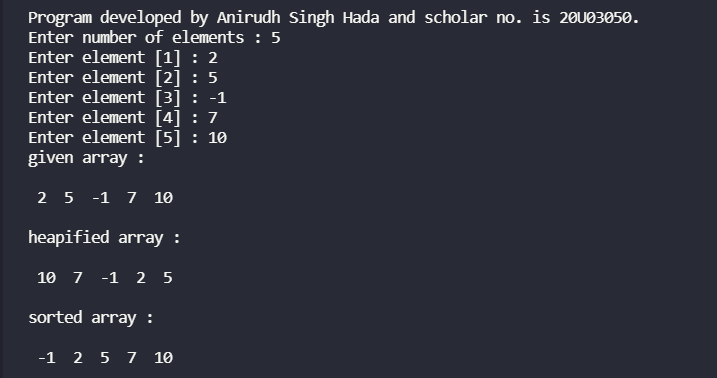 Program developed by Anirudh Singh Hada and scholar no. is 20U03050.
Enter number of elements : 5
Enter element [1] : 2
Enter element [2] : 5
Enter element [3] : -1
Enter element [4] : 7
Enter element [5] : 10
given array :
2 5 -1 7 10
heapified array :
10 7 -1 2 5
sorted array :
-1 2 5 7 10